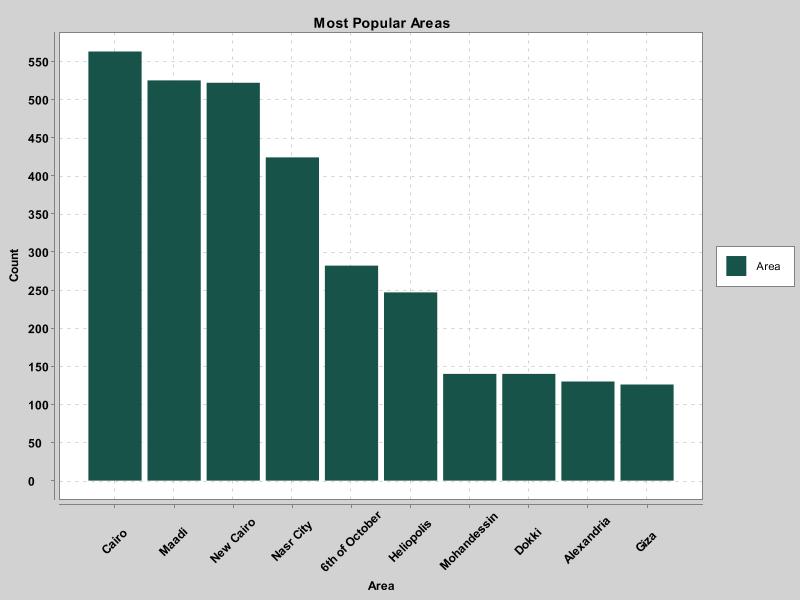 Most Popular Areas
Count
550
500
450
400
350
300
250
200
150
100
50
0
Cairo
Maadi
New Cairo
Nasr City
6th of October
Heliopolis
Mohandessin
Dokki
Alexandria
Giza
Area
Area